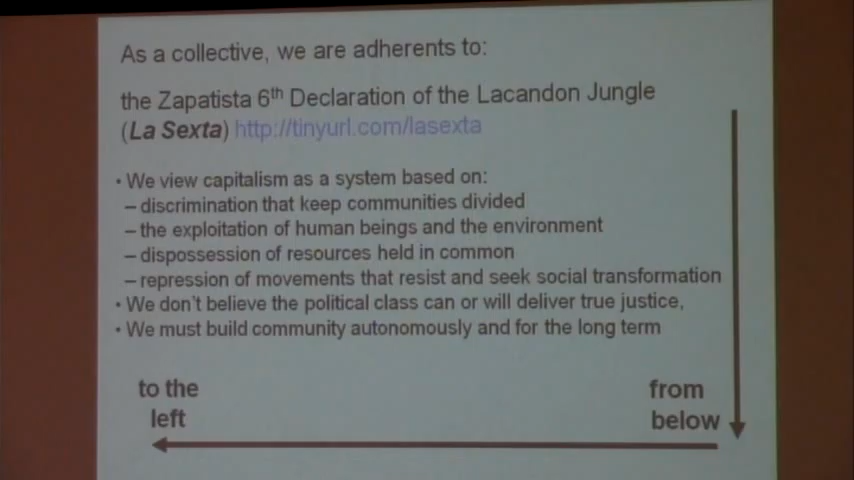 As a collective, we are adherents to:
the Zapatista 6th Declaration of the Lacandon Jungle
(La Sexta) http://tinyurl.com/lasexta
• We view capitalism as a system based on:
– discrimination that keep communities divided
– the exploitation of human beings and the environment
– dispossession of resources held in common
– repression of movements that resist and seek social transformation
• We don't believe the political class can or will deliver true justice,
• We must build community autonomously and for the long term
to the
left
from
below